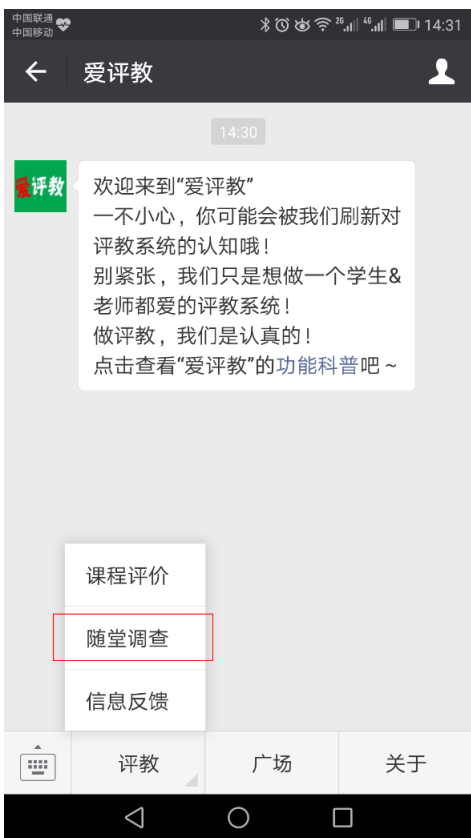 中国联通
中国移动
26 46 14:31
爱评教
14:30
爱评教
欢迎来到“爱评教”
一不小心，你可能会被我们刷新对
评教系统的认知哦！
别紧张，我们只是想做一个学生&
老师都爱的评教系统！
做评教，我们是认真的！
点击查看“爱评教”的功能科普吧～
课程评价
随堂调查
信息反馈
评教 广场 关于